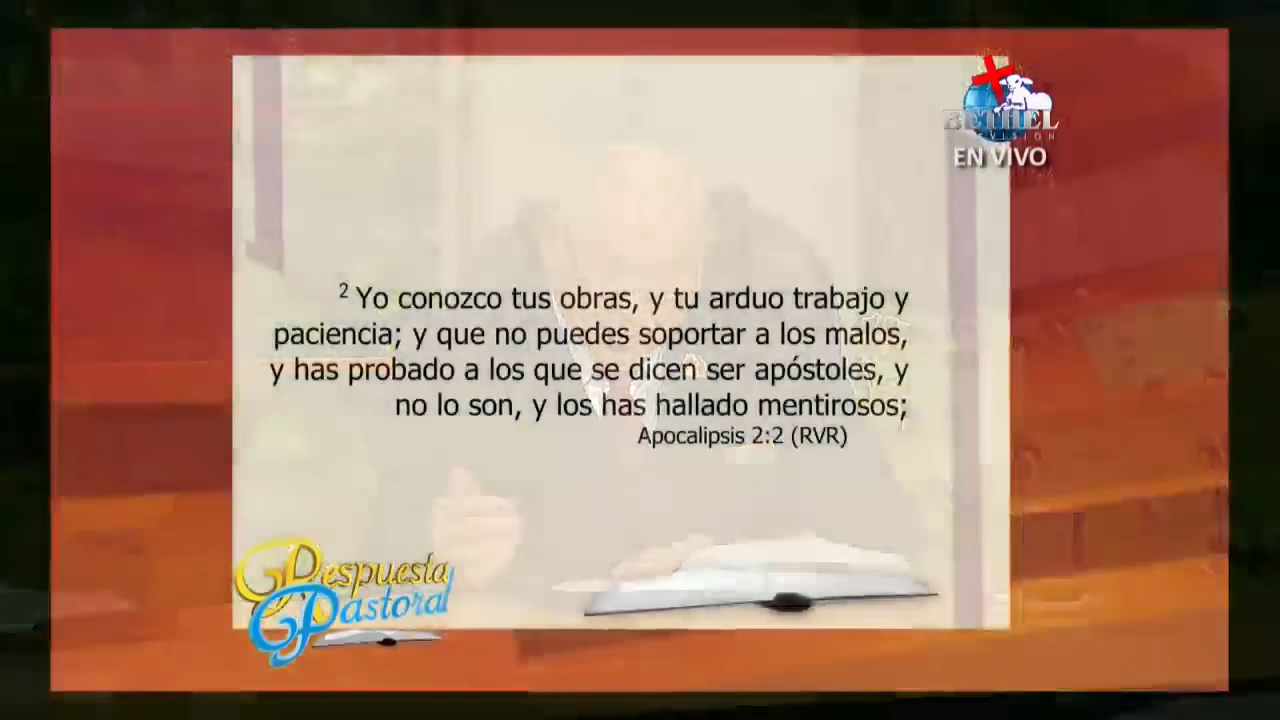 BETHEL
EN VIVO
² Yo conozco tus obras, y tu arduo trabajo y
paciencia; y que no puedes soportar a los malos,
y has probado a los que se dicen ser apóstoles, y
no lo son, y los has hallado mentirosos;
Apocalipsis 2:2 (RVR)
Respuesta
Pastoral